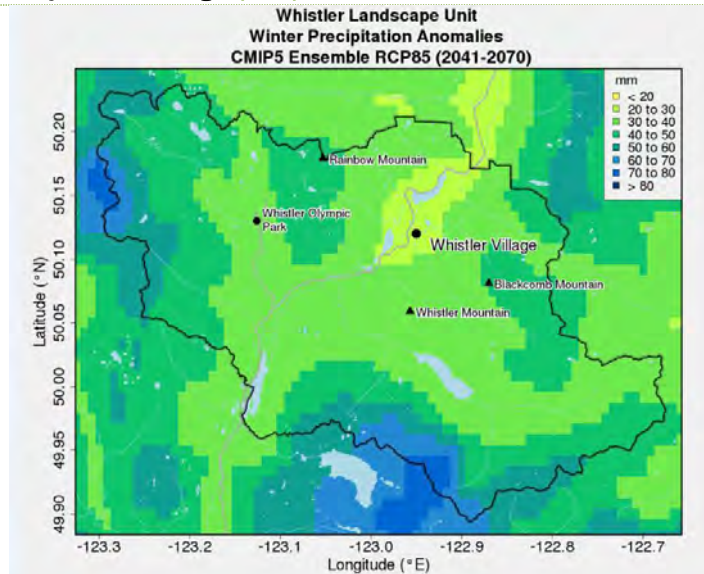 Whistler Landscape Unit
Winter Precipitation Anomalies
CMIP5 Ensemble RCP85 (2041-2070)
mm
< 20
20 to 30
30 to 40
40 to 50
50 to 60
60 to 70
70 to 80
> 80
Rainbow Mountain
Whistler Olympic
Park
Whistler Village
Blackcomb Mountain
Whistler Mountain
Latitude (°N)
50.20
50.15
50.10
50.05
50.00
49.95
49.90
-123.3 -123.2 -123.1 -123.0 -122.9 -122.8 -122.7
Longitude (°E)